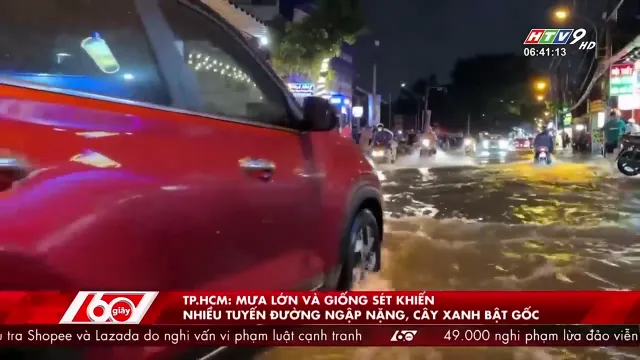 HTV9 HD
06:41:13
TP.HCM: MƯA LỚN VÀ GIÔNG SÉT KHIẾN
NHIỀU TUYẾN ĐƯỜNG NGẬP NẶNG, CÂY XANH BẬT GỐC
60 giây
u tra Shopee và Lazada do nghi vấn vi phạm luật cạnh tranh
60
49.000 nghi phạm lừa đảo viễn